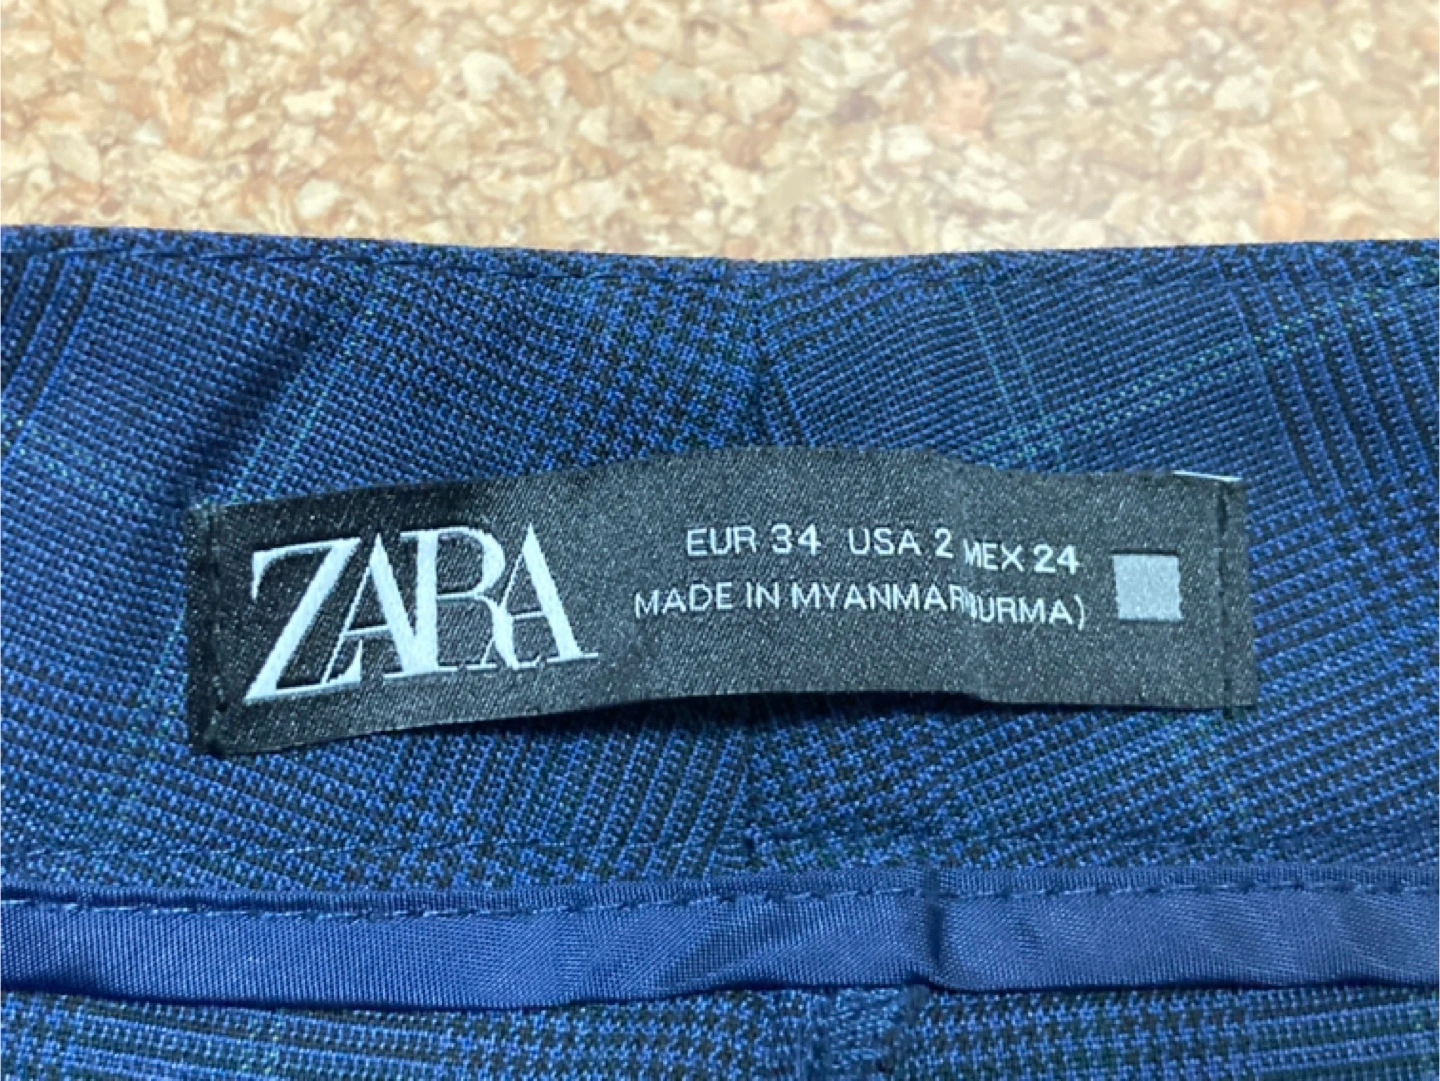 ZARA
EUR 34 USA 2 MEX 24
MADE IN MYANMAR